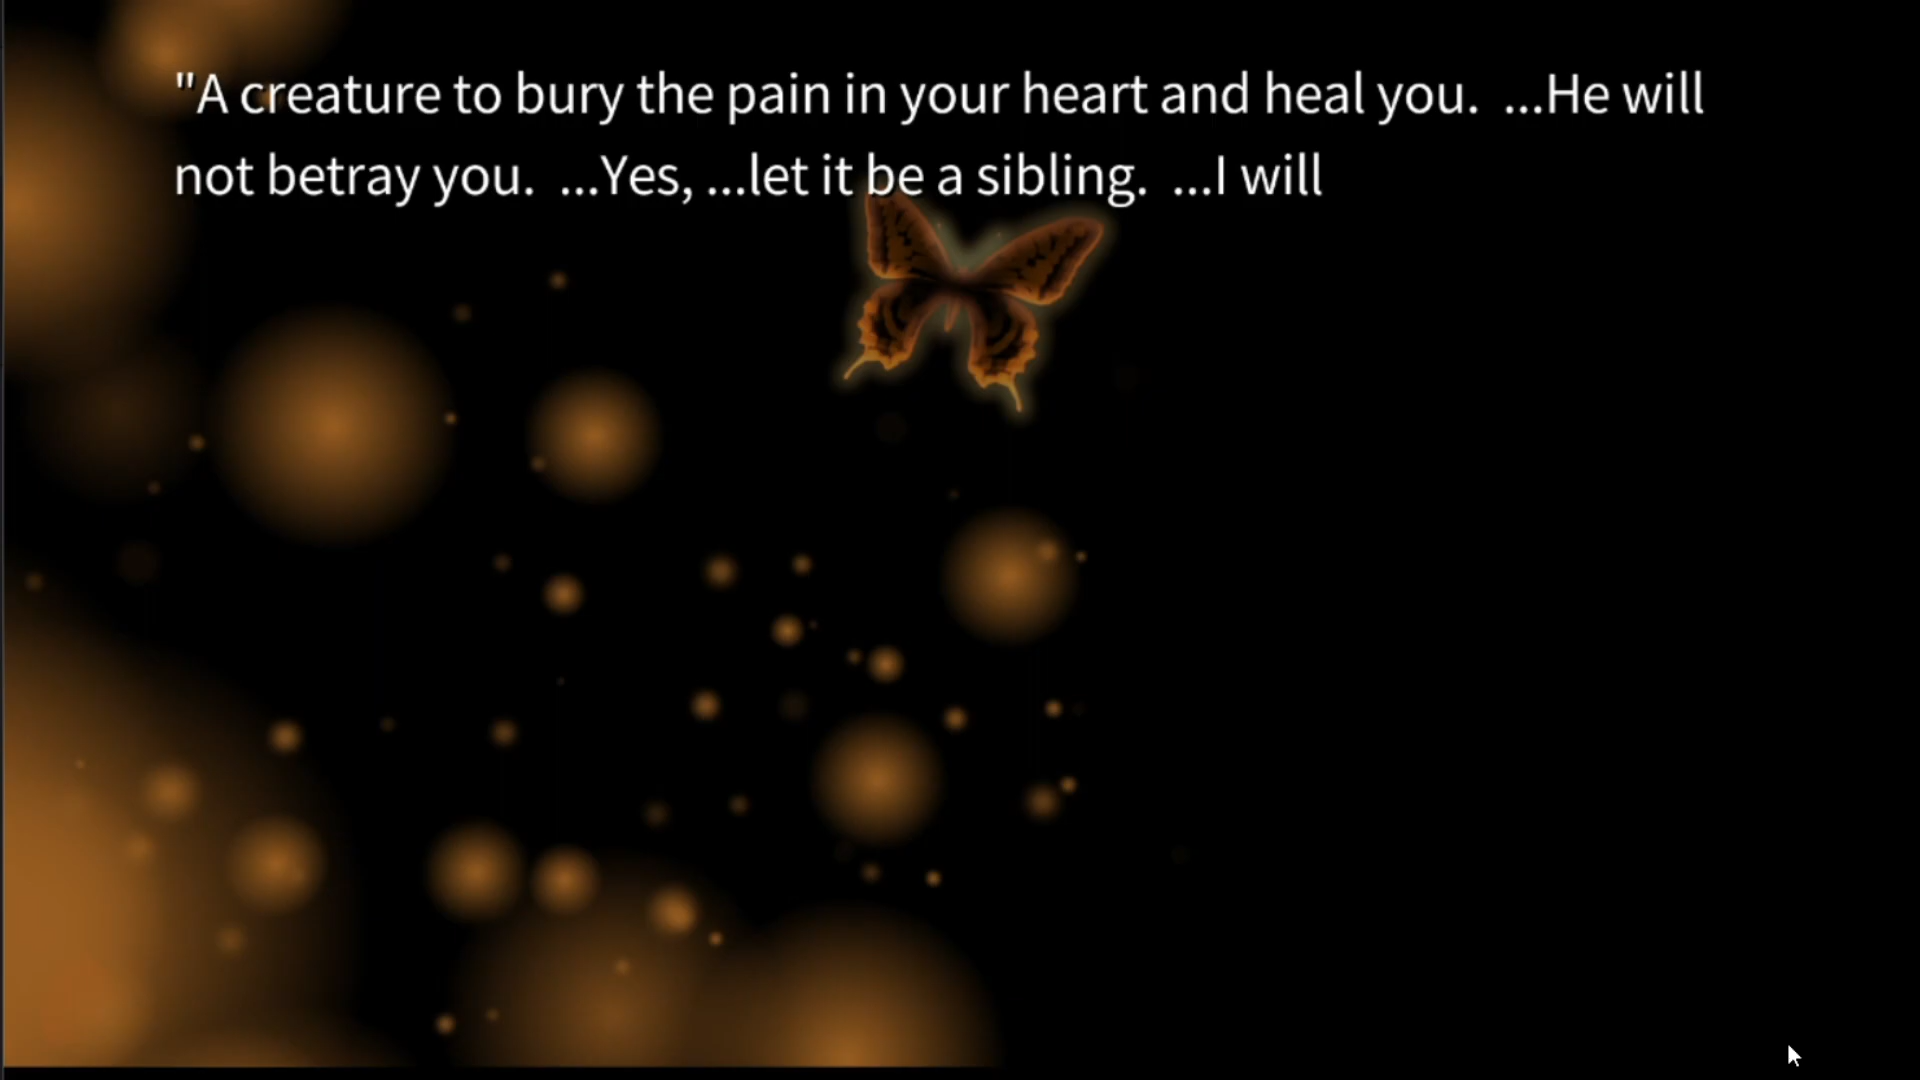 "A creature to bury the pain in your heart and heal you.  ...He will
not betray you.  ...Yes, ...let it be a sibling.  ...I will